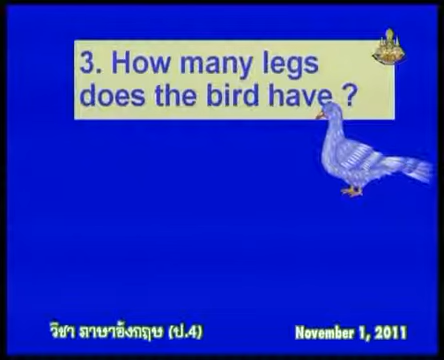 3. How many legs
does the bird have ?
วิชา ภาษาอังกฤษ (ป.4)
November 1, 2011